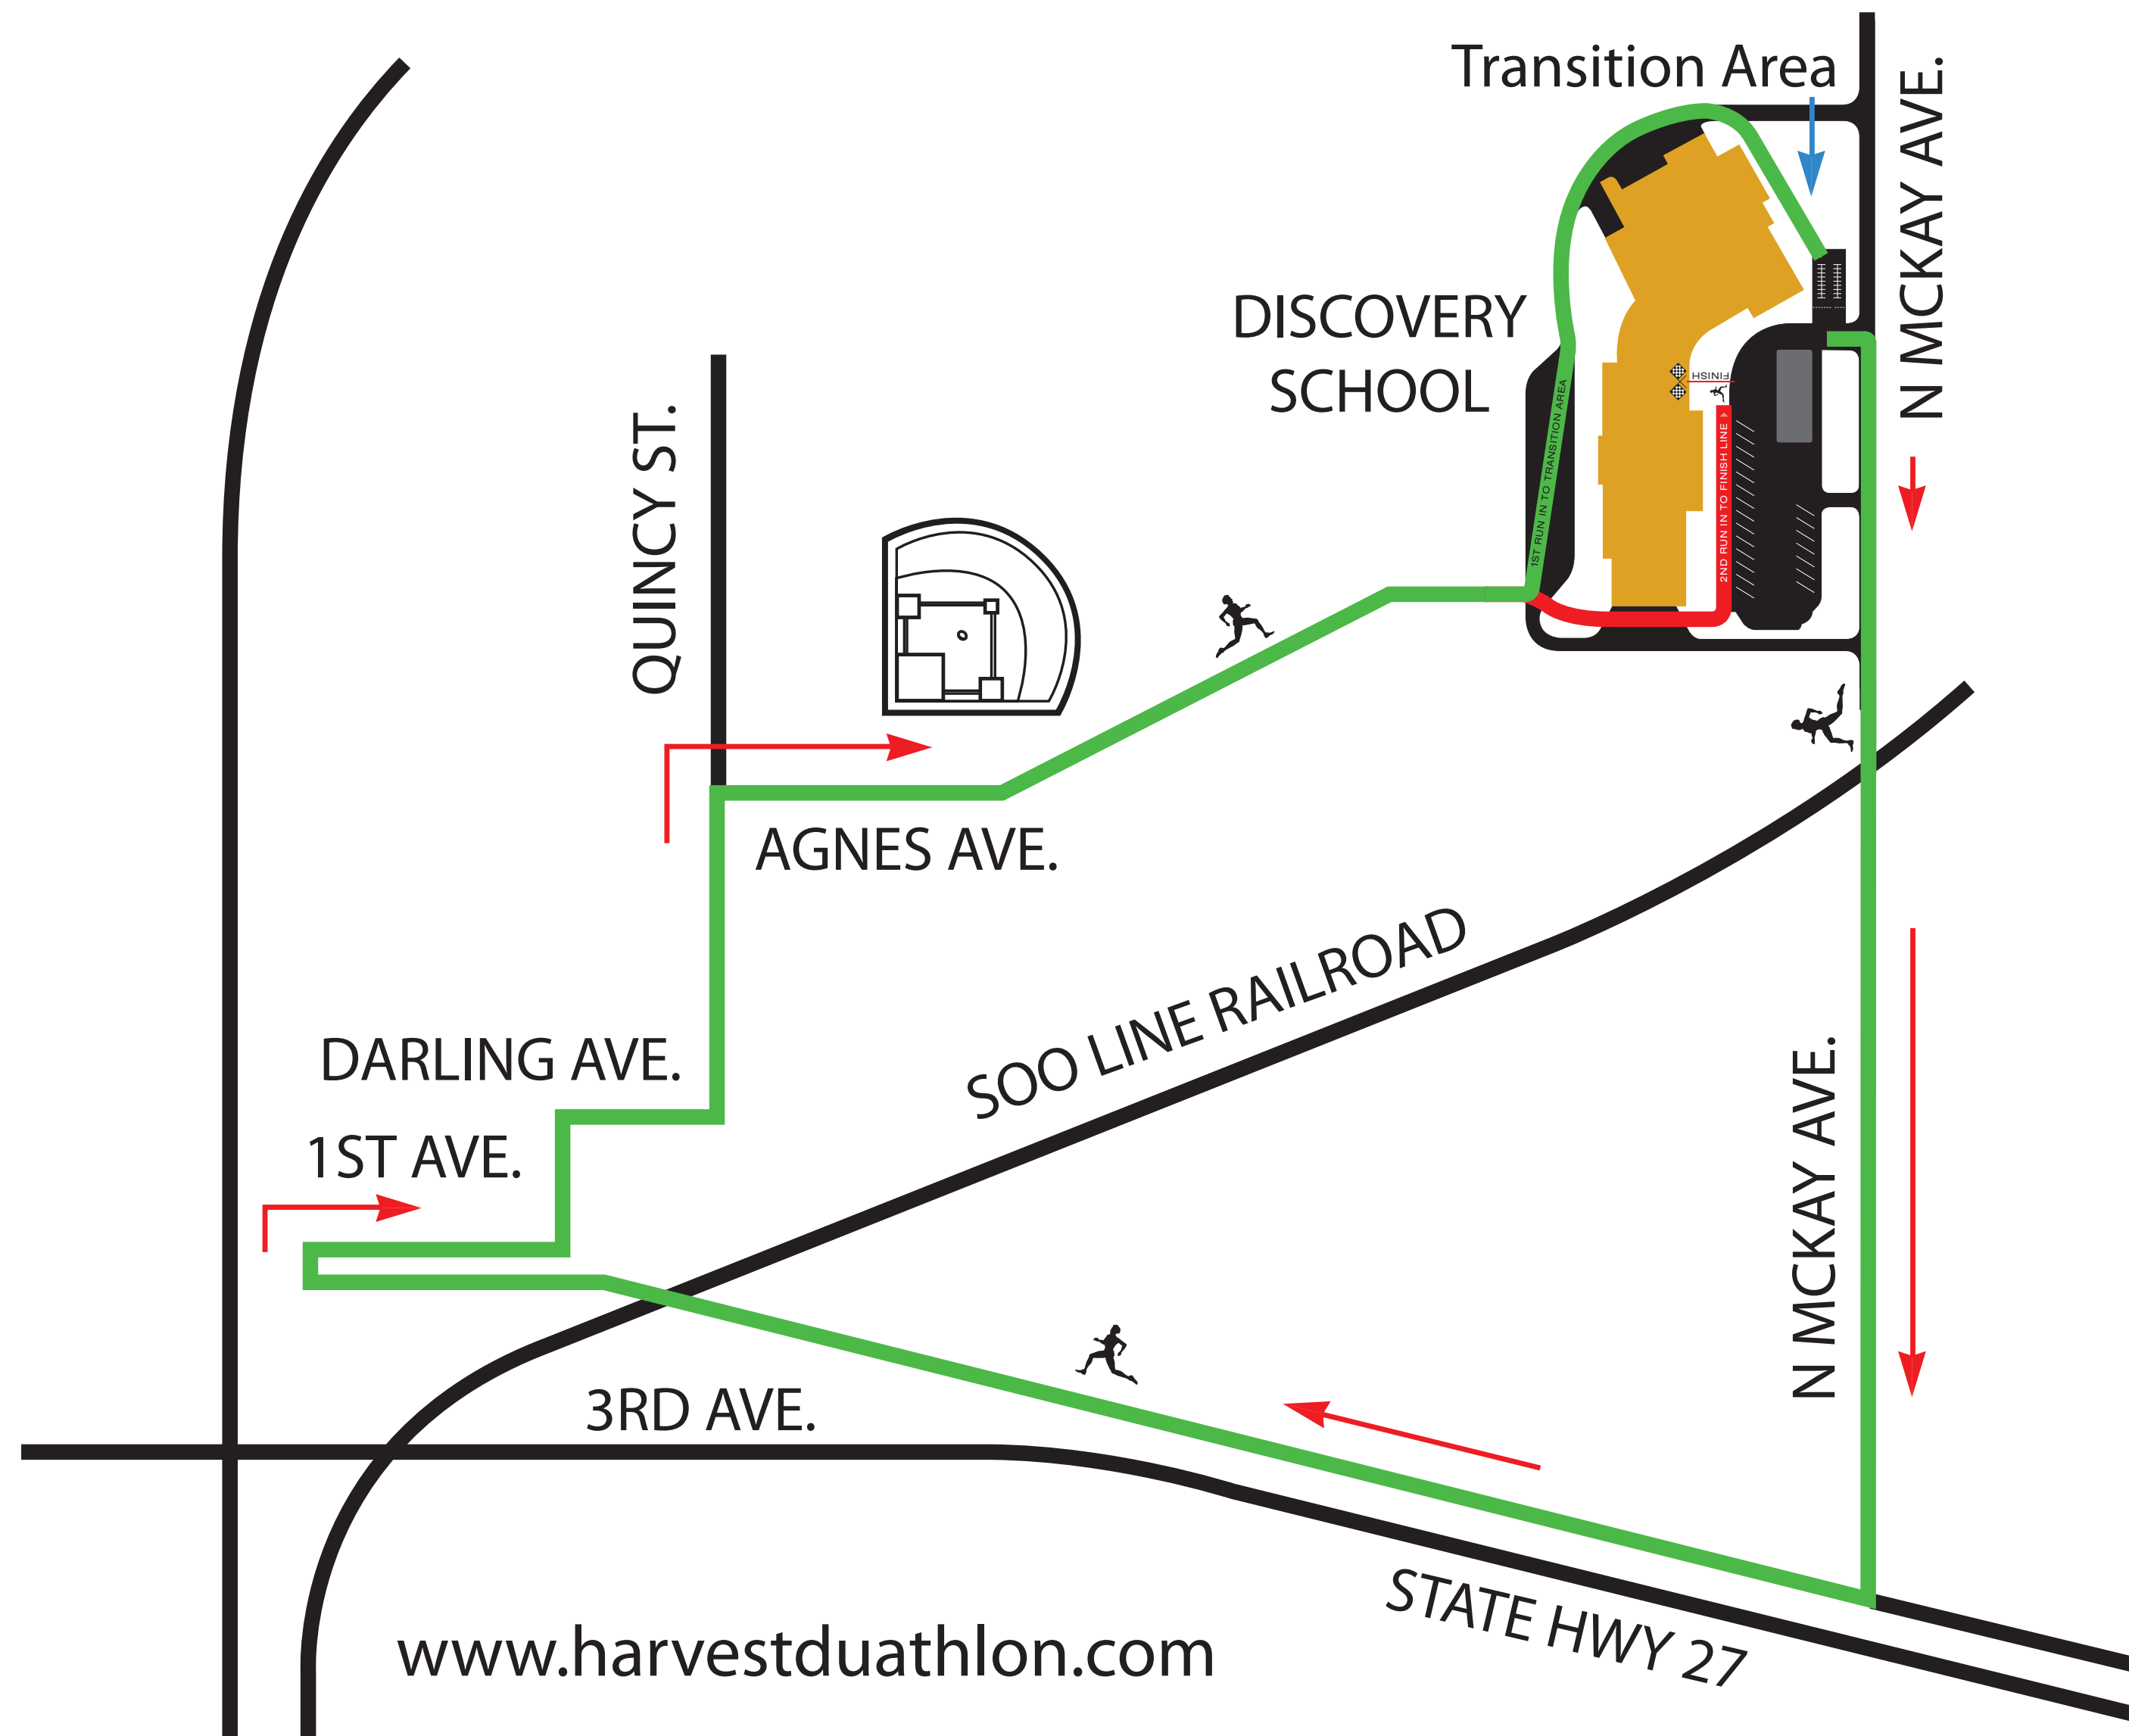 Transition Area
N MCKAY AVE.
DISCOVERY
SCHOOL
FINISH
1ST RUN IN TO TRANSITION AREA
2ND RUN IN TO FINISH LINE
QUINCY ST.
AGNES AVE.
SOO LINE RAILROAD
DARLING AVE.
1ST AVE.
N MCKAY AVE.
3RD AVE.
STATE HWY 27
www.harvestduathlon.com